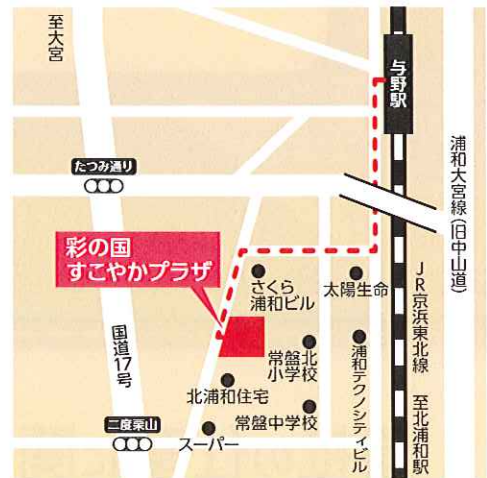 至大宮
与野駅
たつみ通り
浦和大宮線(旧中山道)
彩の国
すこやかプラザ
さくら
浦和ビル
太陽生命
JR京浜東北線
至北浦和駅
国道17号
常盤北
小学校
浦和テクノシティビル
北浦和住宅
常盤中学校
二度栗山
スーパー